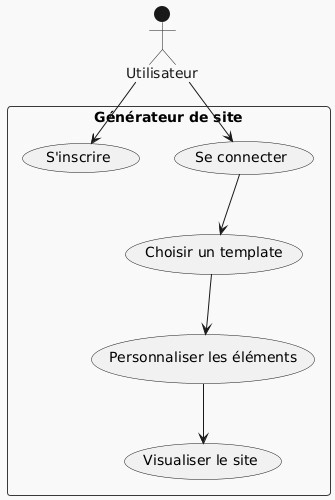 Utilisateur
Générateur de site
S'inscrire
Se connecter
Choisir un template
Personnaliser les éléments
Visualiser le site